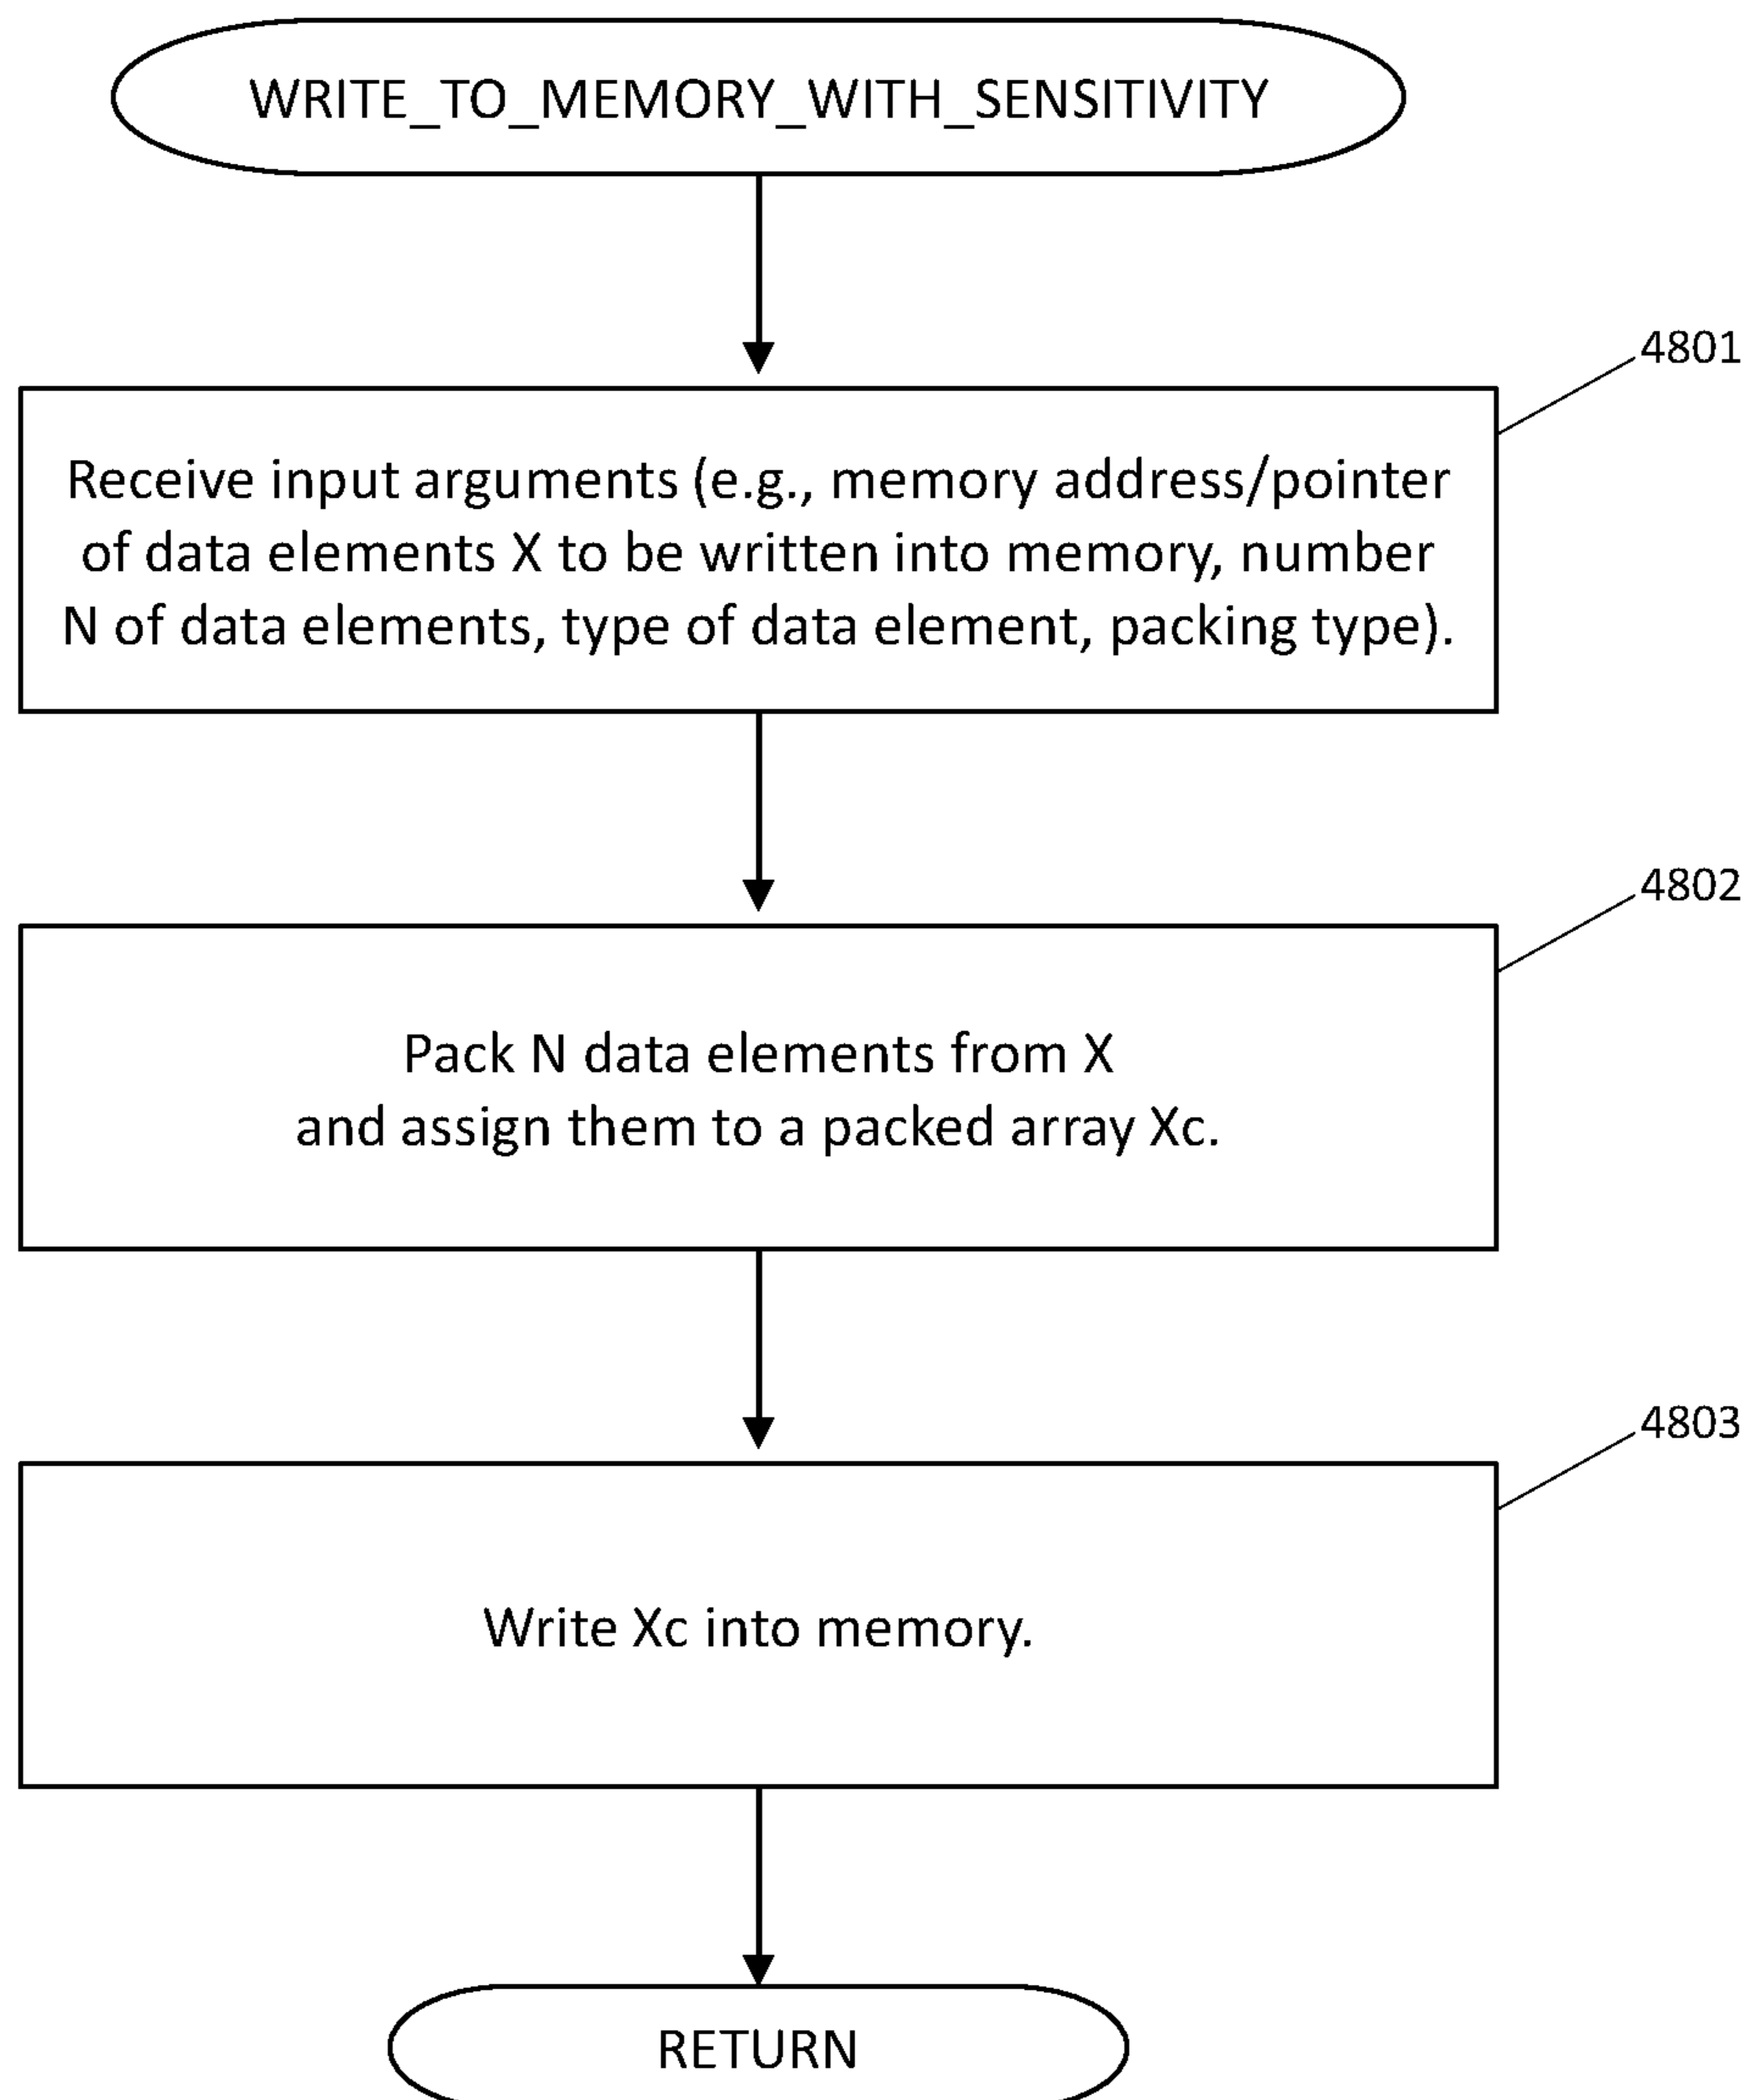 WRITE_TO_MEMORY_WITH_SENSITIVITY
4801
Receive input arguments (e.g., memory address/pointer
of data elements X to be written into memory, number
N of data elements, type of data element, packing type).
4802
Pack N data elements from X
and assign them to a packed array Xc.
4803
Write Xc into memory.
RETURN